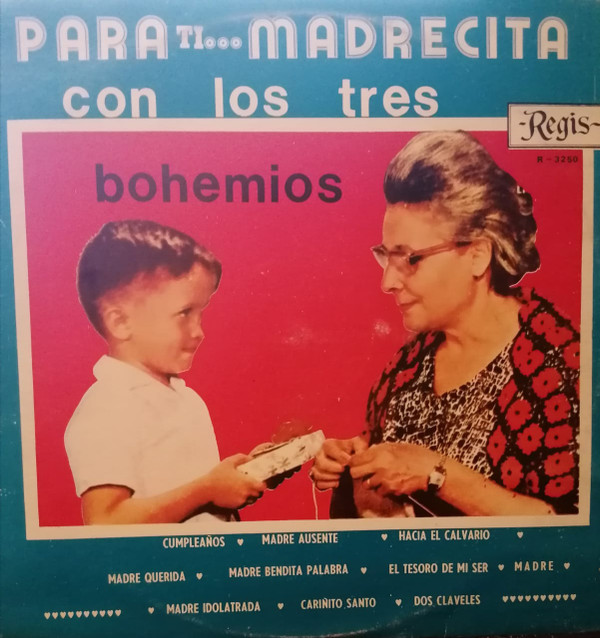 PARA TI... MADRECITA
con los tres
-Regis-
R-3250
bohemios
CUMPLEAÑOS ♥ MADRE AUSENTE ♥ HACIA EL CALVARIO ♥
MADRE QUERIDA ♥ MADRE BENDITA PALABRA ♥ EL TESORO DE MI SER ♥ MADRE ♥
♥♥♥♥♥♥♥♥♥♥ ♥ MADRE IDOLATRADA ♥ CARIÑITO SANTO ♥ DOS CLAVELES ♥♥♥♥♥♥♥♥♥♥